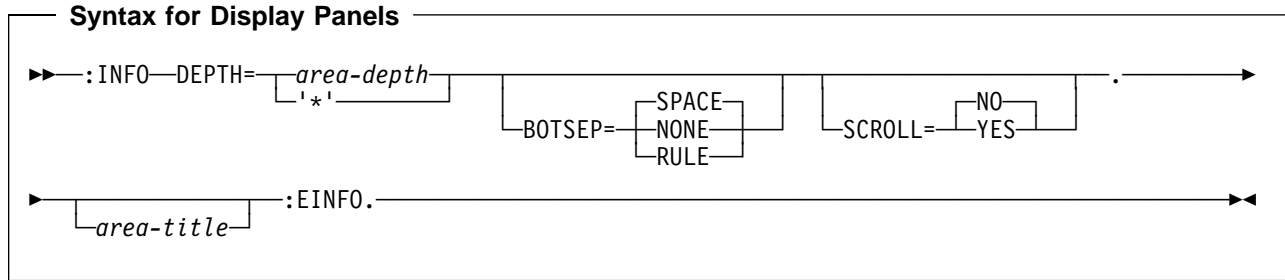 Syntax for Display Panels
:INFO DEPTH= area-depth .
'*' SPACE NO
BOTSEP= NONE SCROLL= YES
RULE
:EINFO.
area-title